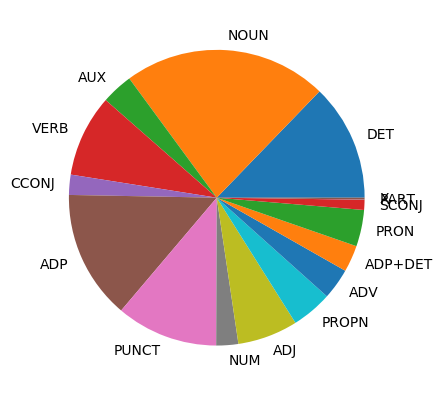 NOUN
DET
AUX
VERB
CCONJ
ADP
PUNCT
NUM
ADJ
PROPN
ADV
ADP+DET
PRON
SCONJ
PART
X